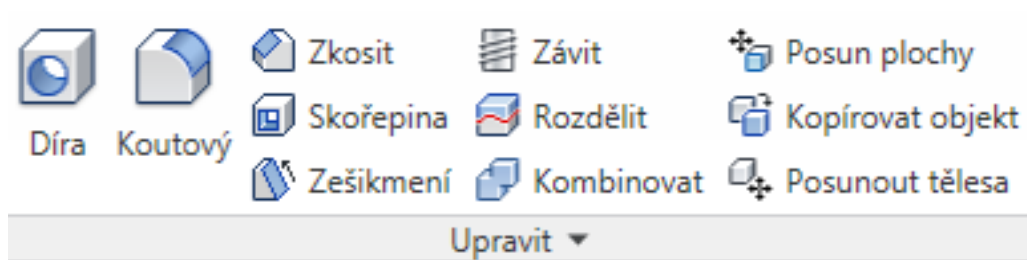 Díra
Koutový
Zkosit
Skořepina
Zešikmení
Závit
Rozdělit
Kombinovat
Posun plochy
Kopírovat objekt
Posunout tělesa
Upravit